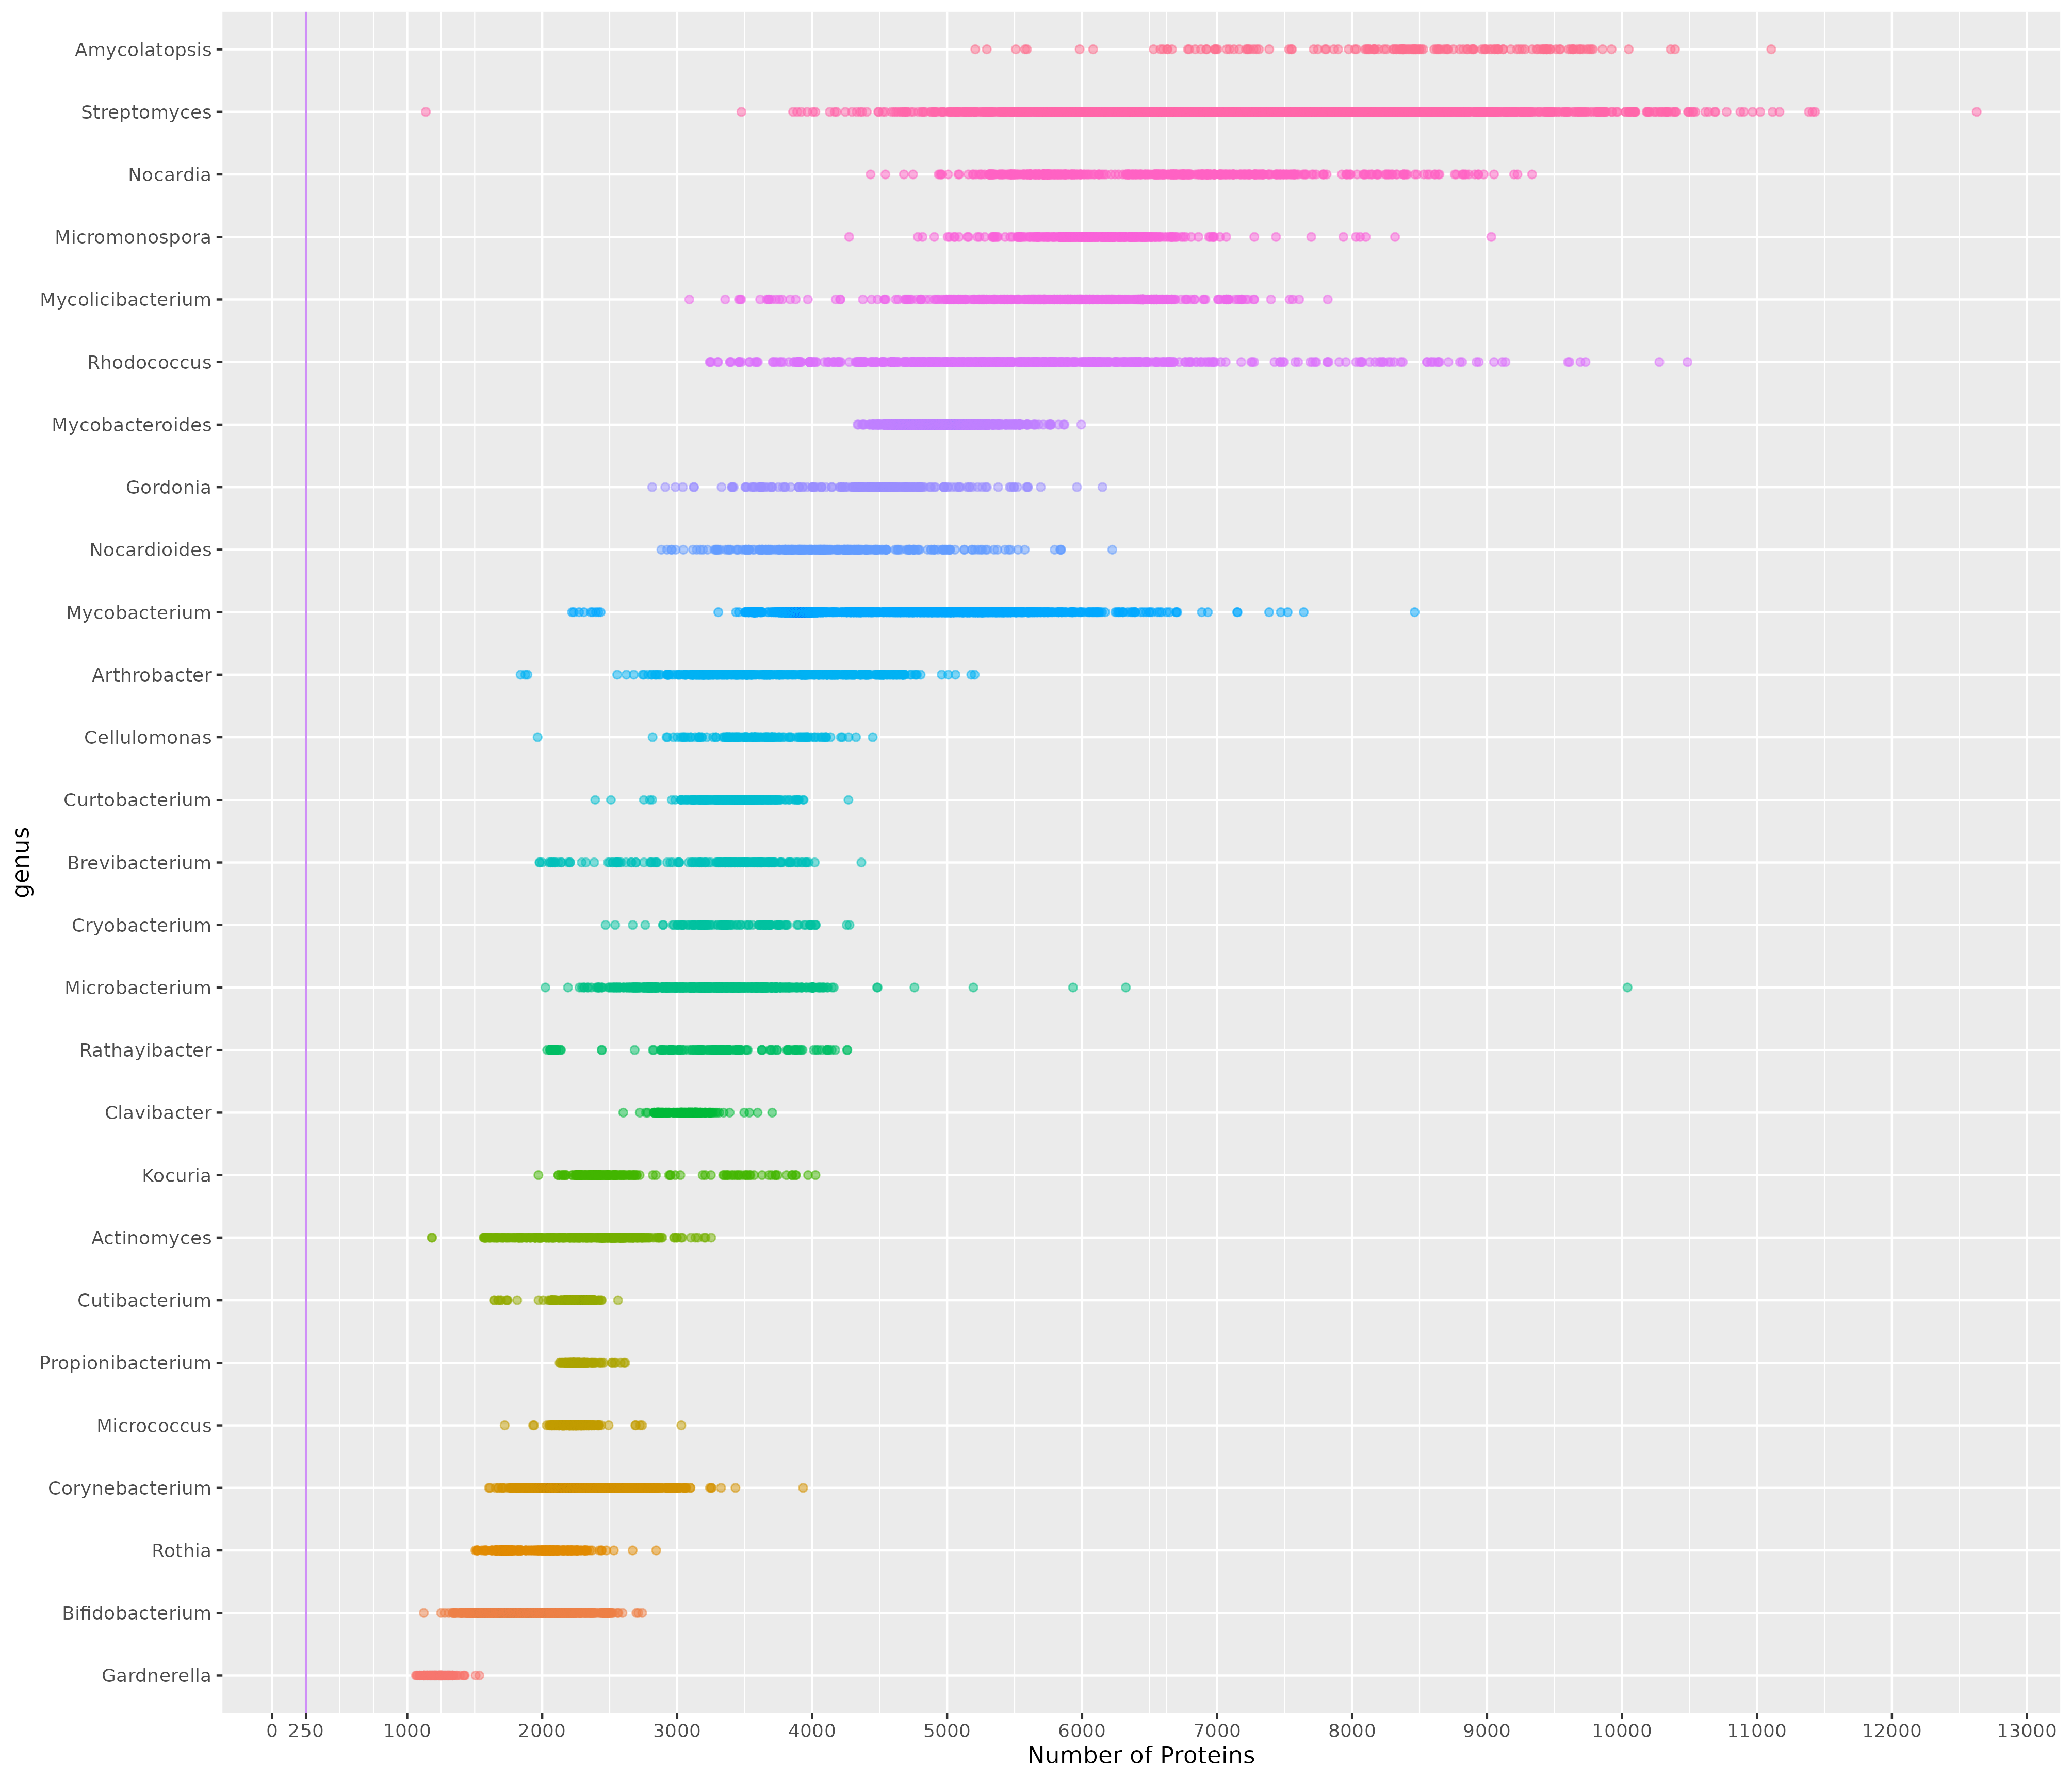 Amycolatopsis
Streptomyces
Nocardia
Micromonospora
Mycolicibacterium
Rhodococcus
Mycobacteroides
Gordonia
Nocardioides
Mycobacterium
Arthrobacter
Cellulomonas
Curtobacterium
Brevibacterium
Cryobacterium
Microbacterium
Rathayibacter
Clavibacter
Kocuria
Actinomyces
Cutibacterium
Propionibacterium
Micrococcus
Corynebacterium
Rothia
Bifidobacterium
Gardnerella
genus
0 250 1000 2000 3000 4000 5000 6000 7000 8000 9000 10000 11000 12000 13000
Number of Proteins